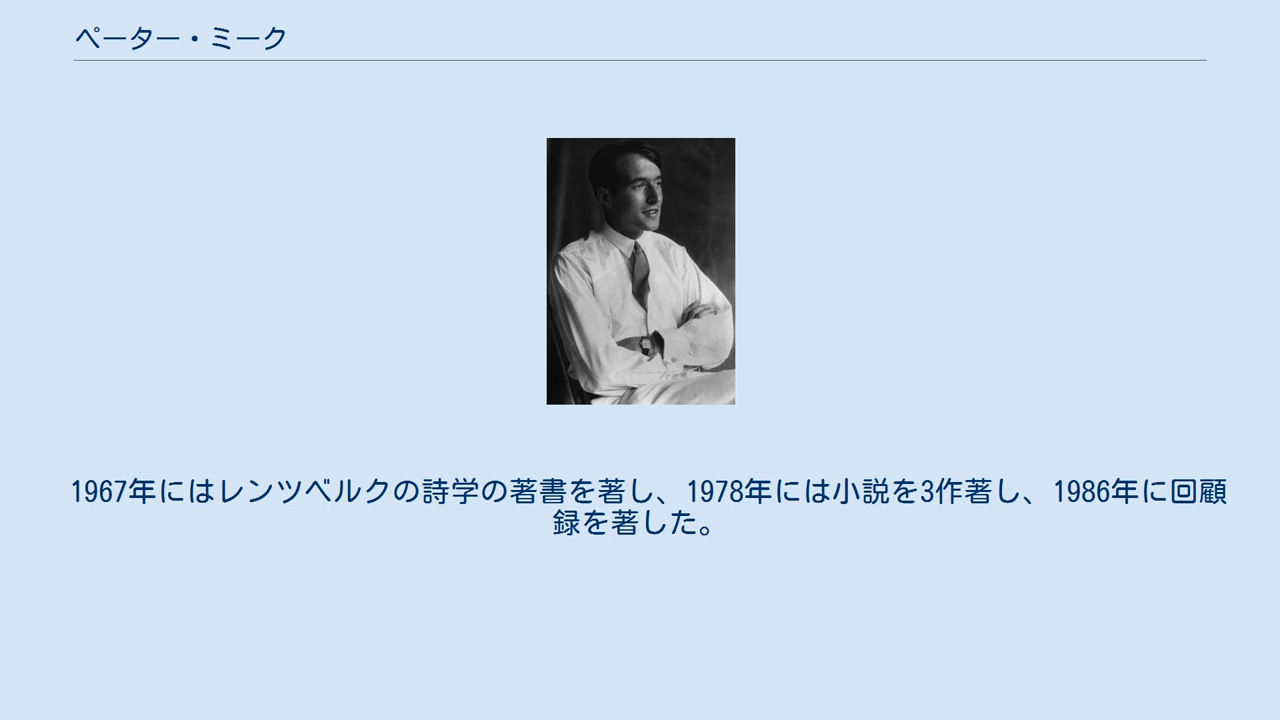 ペーター・ミーク
1967年にはレンツベルクの詩学の著書を著し、1978年には小説を3作著し、1986年に回顧
録を著した。